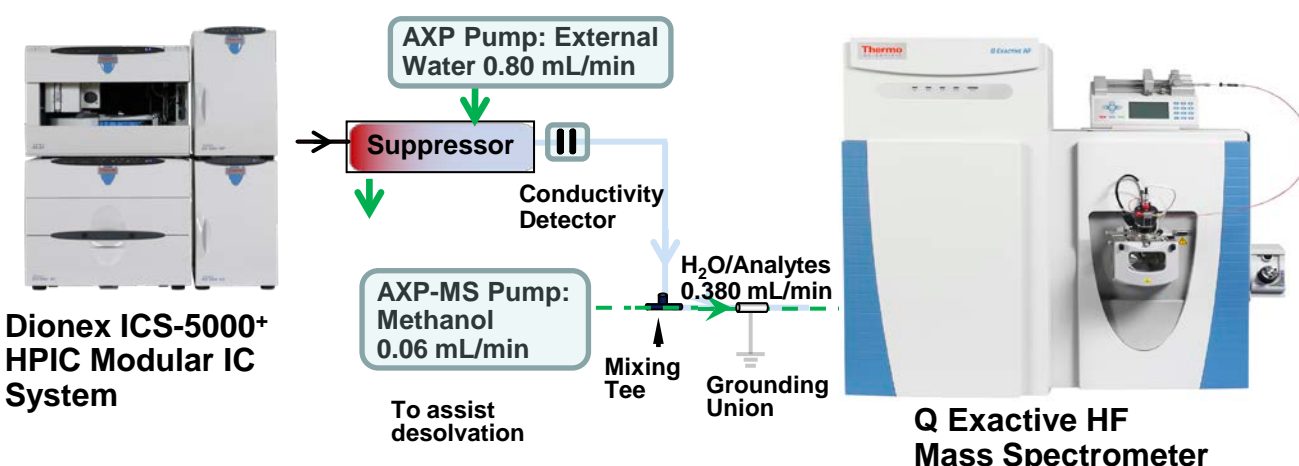 AXP Pump: External
Water 0.80 mL/min
Thermo
SCIENTIFIC
Q EXACTIVE HF
Suppressor
Conductivity
Detector
H₂O/Analytes
0.380 mL/min
AXP-MS Pump:
Methanol
0.06 mL/min
Mixing
Tee
Grounding
Union
To assist
desolvation
Dionex ICS-5000⁺
HPIC Modular IC
System
Q Exactive HF
Mass Spectrometer